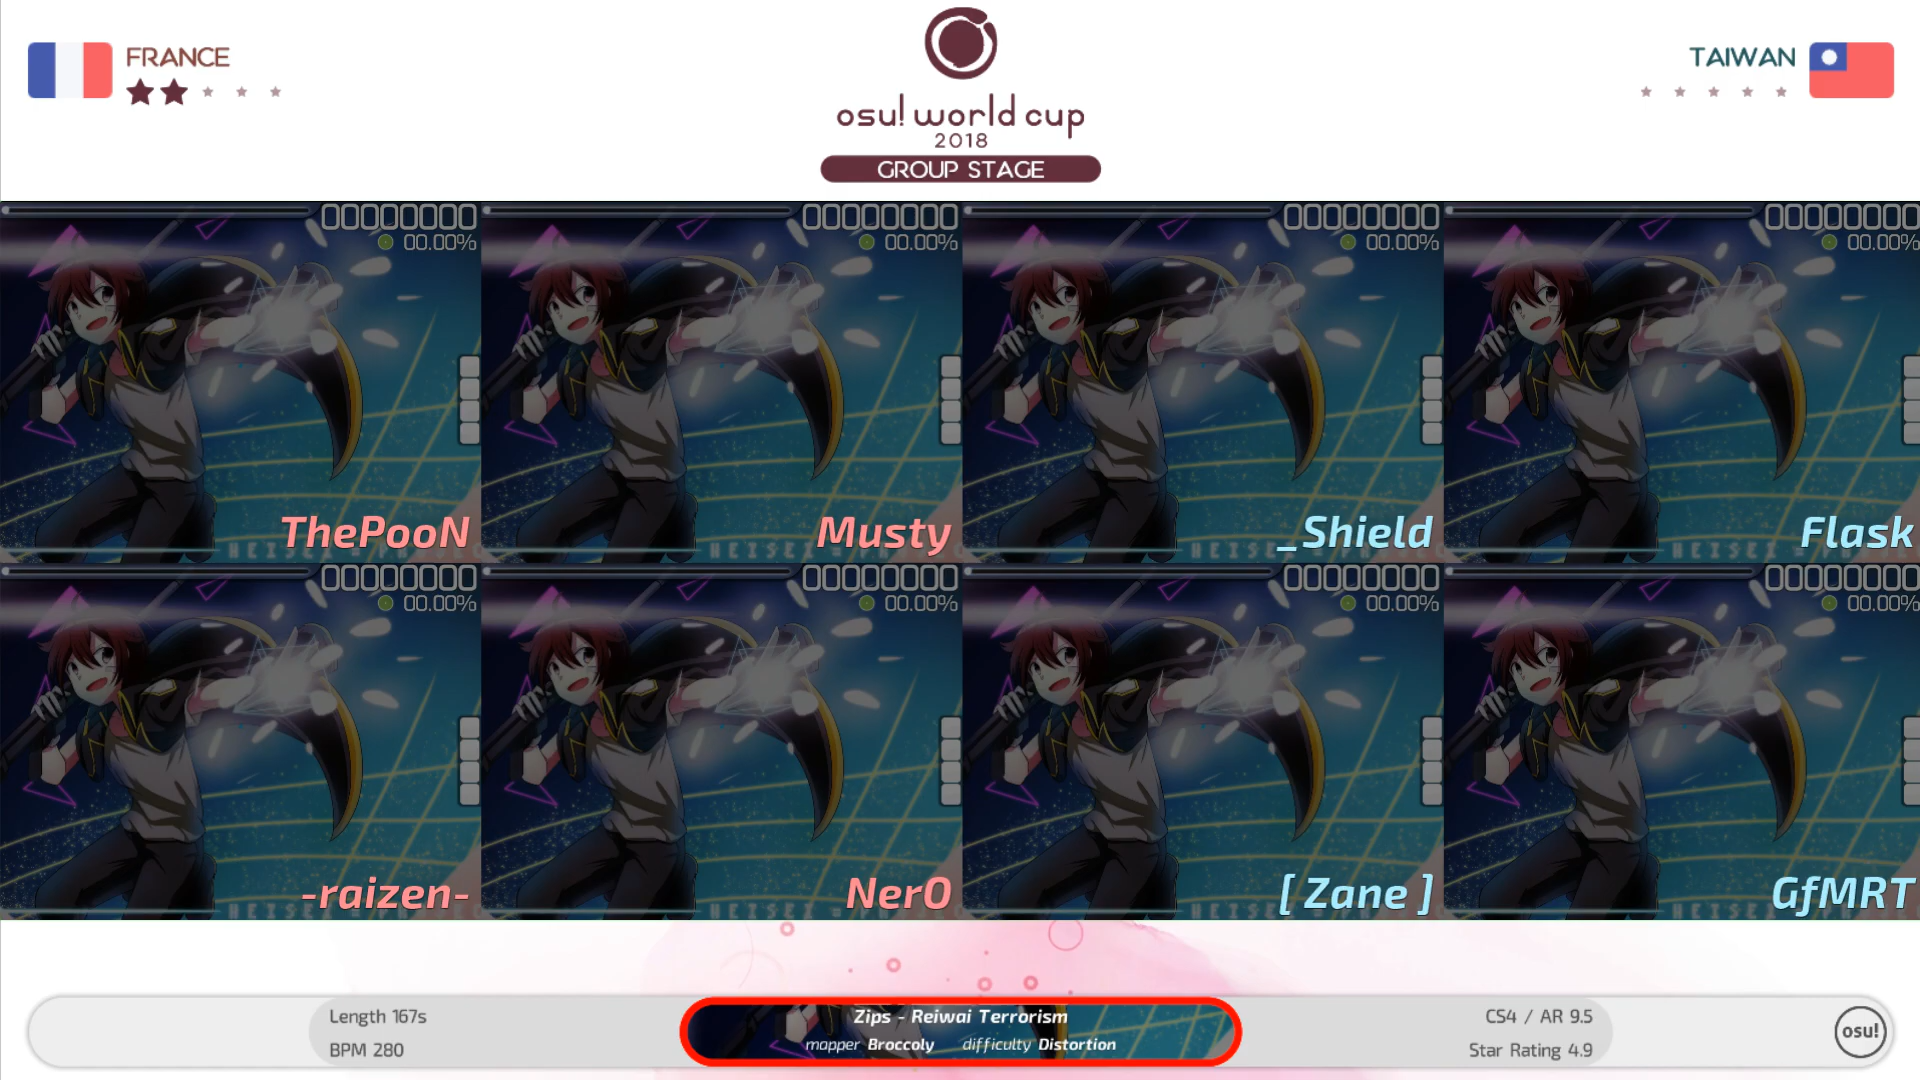 FRANCE
TAIWAN
osu! world cup
2018
GROUP STAGE
00000000 00000000 00000000 00000000
00.00% 00.00% 00.00% 00.00%
ThePooN Musty _Shield Flask
00000000 00000000 00000000 00000000
00.00% 00.00% 00.00% 00.00%
-raizen- Ner0 [ Zane ] GfMRT
Length 167s
BPM 280
Zips - Reiwai Terrorism
mapper Broccoly difficulty Distortion
CS4 / AR 9.5
Star Rating 4.9
osu!